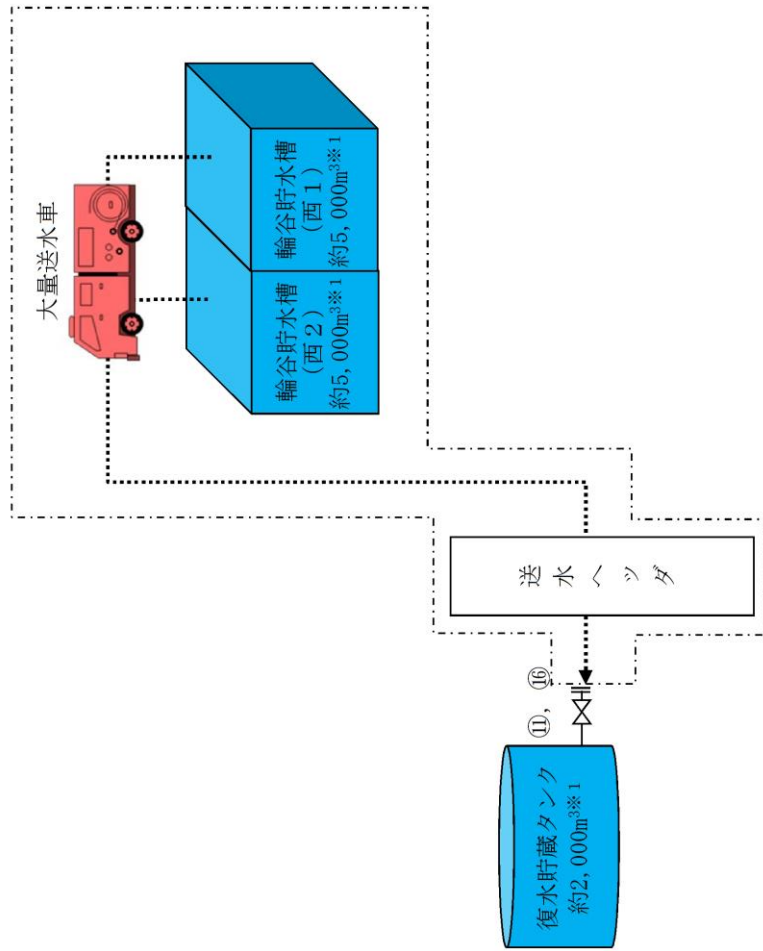 大量送水車
輪谷貯水槽
（西１）
約5,000m³※1
輪谷貯水槽
（西２）
約5,000m³※1
送水ヘッダ
⑪，⑯
復水貯蔵タンク
約2,000m³※1